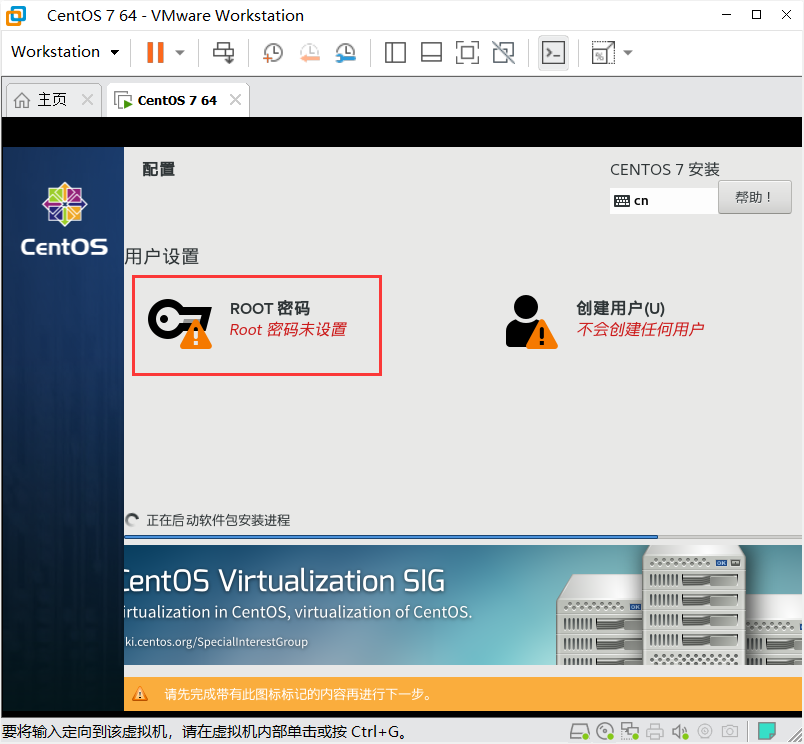 CentOS 7 64 - VMware Workstation
Workstation
主页
CentOS 7 64
配置
CENTOS 7 安装
cn
帮助！
CentOS
用户设置
ROOT 密码
Root 密码未设置
创建用户(U)
不会创建任何用户
正在启动软件包安装进程
CentOS Virtualization SIG
irtualization in CentOS, virtualization of CentOS.
ki.centos.org/SpecialInterestGroup
OK
OK
请先完成带有此图标标记的内容再进行下一步。
要将输入定向到该虚拟机，请在虚拟机内部单击或按 Ctrl+G。